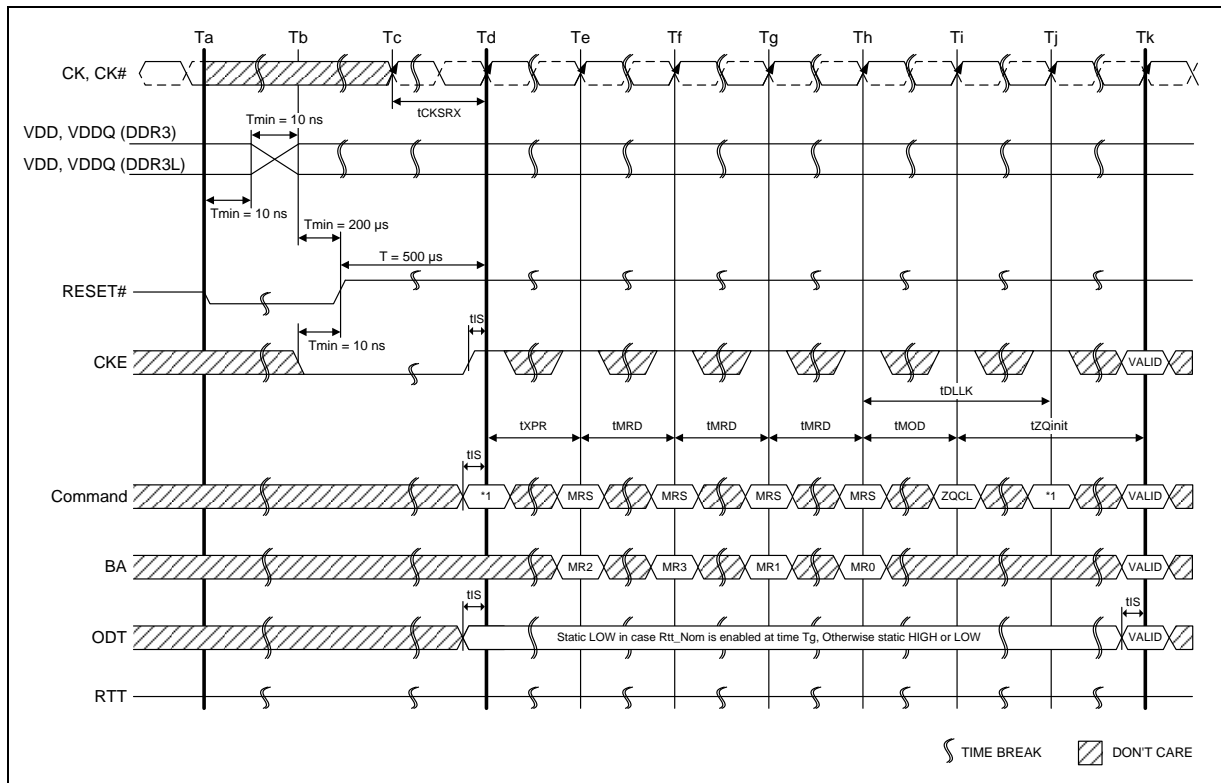 Ta Tb Tc Td Te Tf Tg Th Ti Tj Tk
CK, CK#
tCKSRX
Tmin = 10 ns
VDD, VDDQ (DDR3)
VDD, VDDQ (DDR3L)
Tmin = 10 ns
Tmin = 200 μs
T = 500 μs
RESET#
tIS
Tmin = 10 ns
CKE VALID
tDLLK
tXPR tMRD tMRD tMRD tMOD tZQinit
tIS
Command *1 MRS MRS MRS MRS ZQCL *1 VALID
BA MR2 MR3 MR1 MR0 VALID
tIS tIS
ODT Static LOW in case Rtt_Nom is enabled at time Tg, Otherwise static HIGH or LOW VALID
RTT
TIME BREAK DON'T CARE